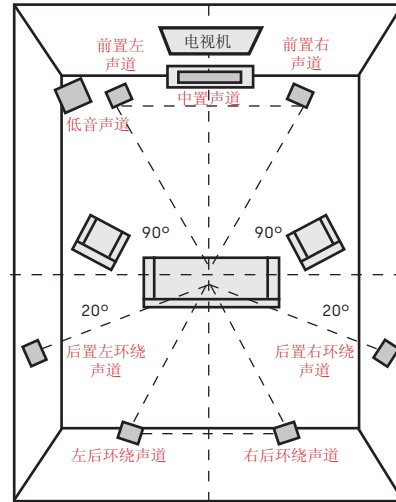 电视机
前置左
声道
前置右
声道
中置声道
低音声道
90°
90°
20°
20°
后置左环绕
声道
后置右环绕
声道
左后环绕声道
右后环绕声道